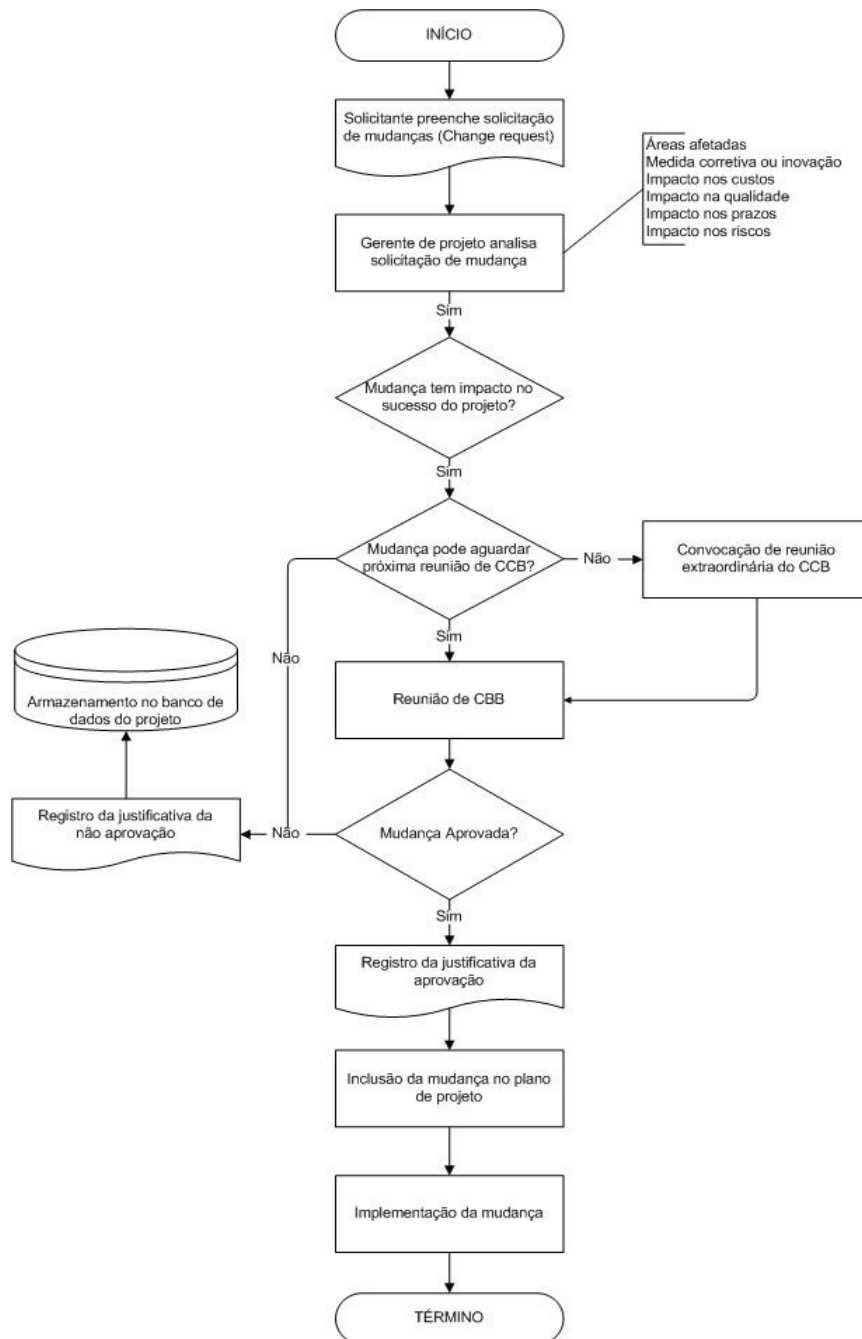 INÍCIO
Solicitante preenche solicitação
de mudanças (Change request)
Áreas afetadas
Medida corretiva ou inovação
Impacto nos custos
Impacto na qualidade
Impacto nos prazos
Impacto nos riscos
Gerente de projeto analisa
solicitação de mudança
Sim
Mudança tem impacto no
sucesso do projeto?
Sim
Mudança pode aguardar
próxima reunião de CCB?
Não
Convocação de reunião
extraordinária do CCB
Sim
Não
Reunião de CBB
Armazenamento no banco de
dados do projeto
Registro da justificativa da
não aprovação
Não
Mudança Aprovada?
Sim
Registro da justificativa da
aprovação
Inclusão da mudança no plano
de projeto
Implementação da mudança
TÉRMINO